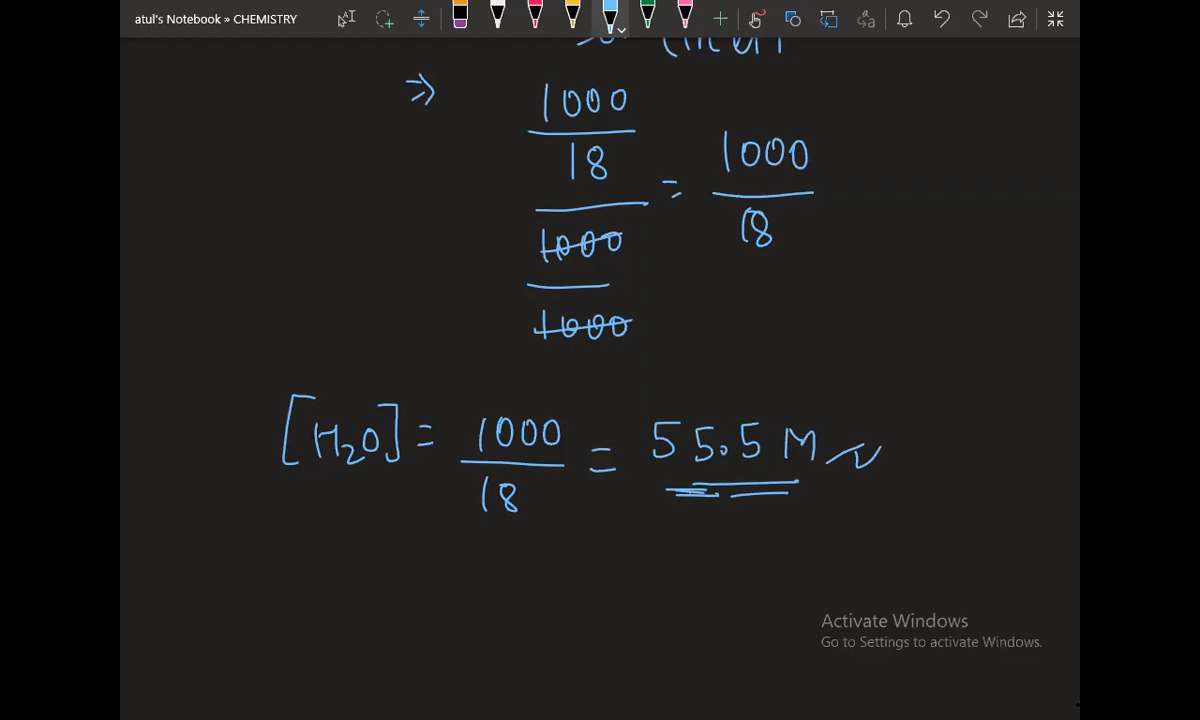 atul's Notebook » CHEMISTRY
⇒
1000
18
1000
1000
= 1000
18
[H2O] = 1000
18
= 55.5 M
Activate Windows
Go to Settings to activate Windows.